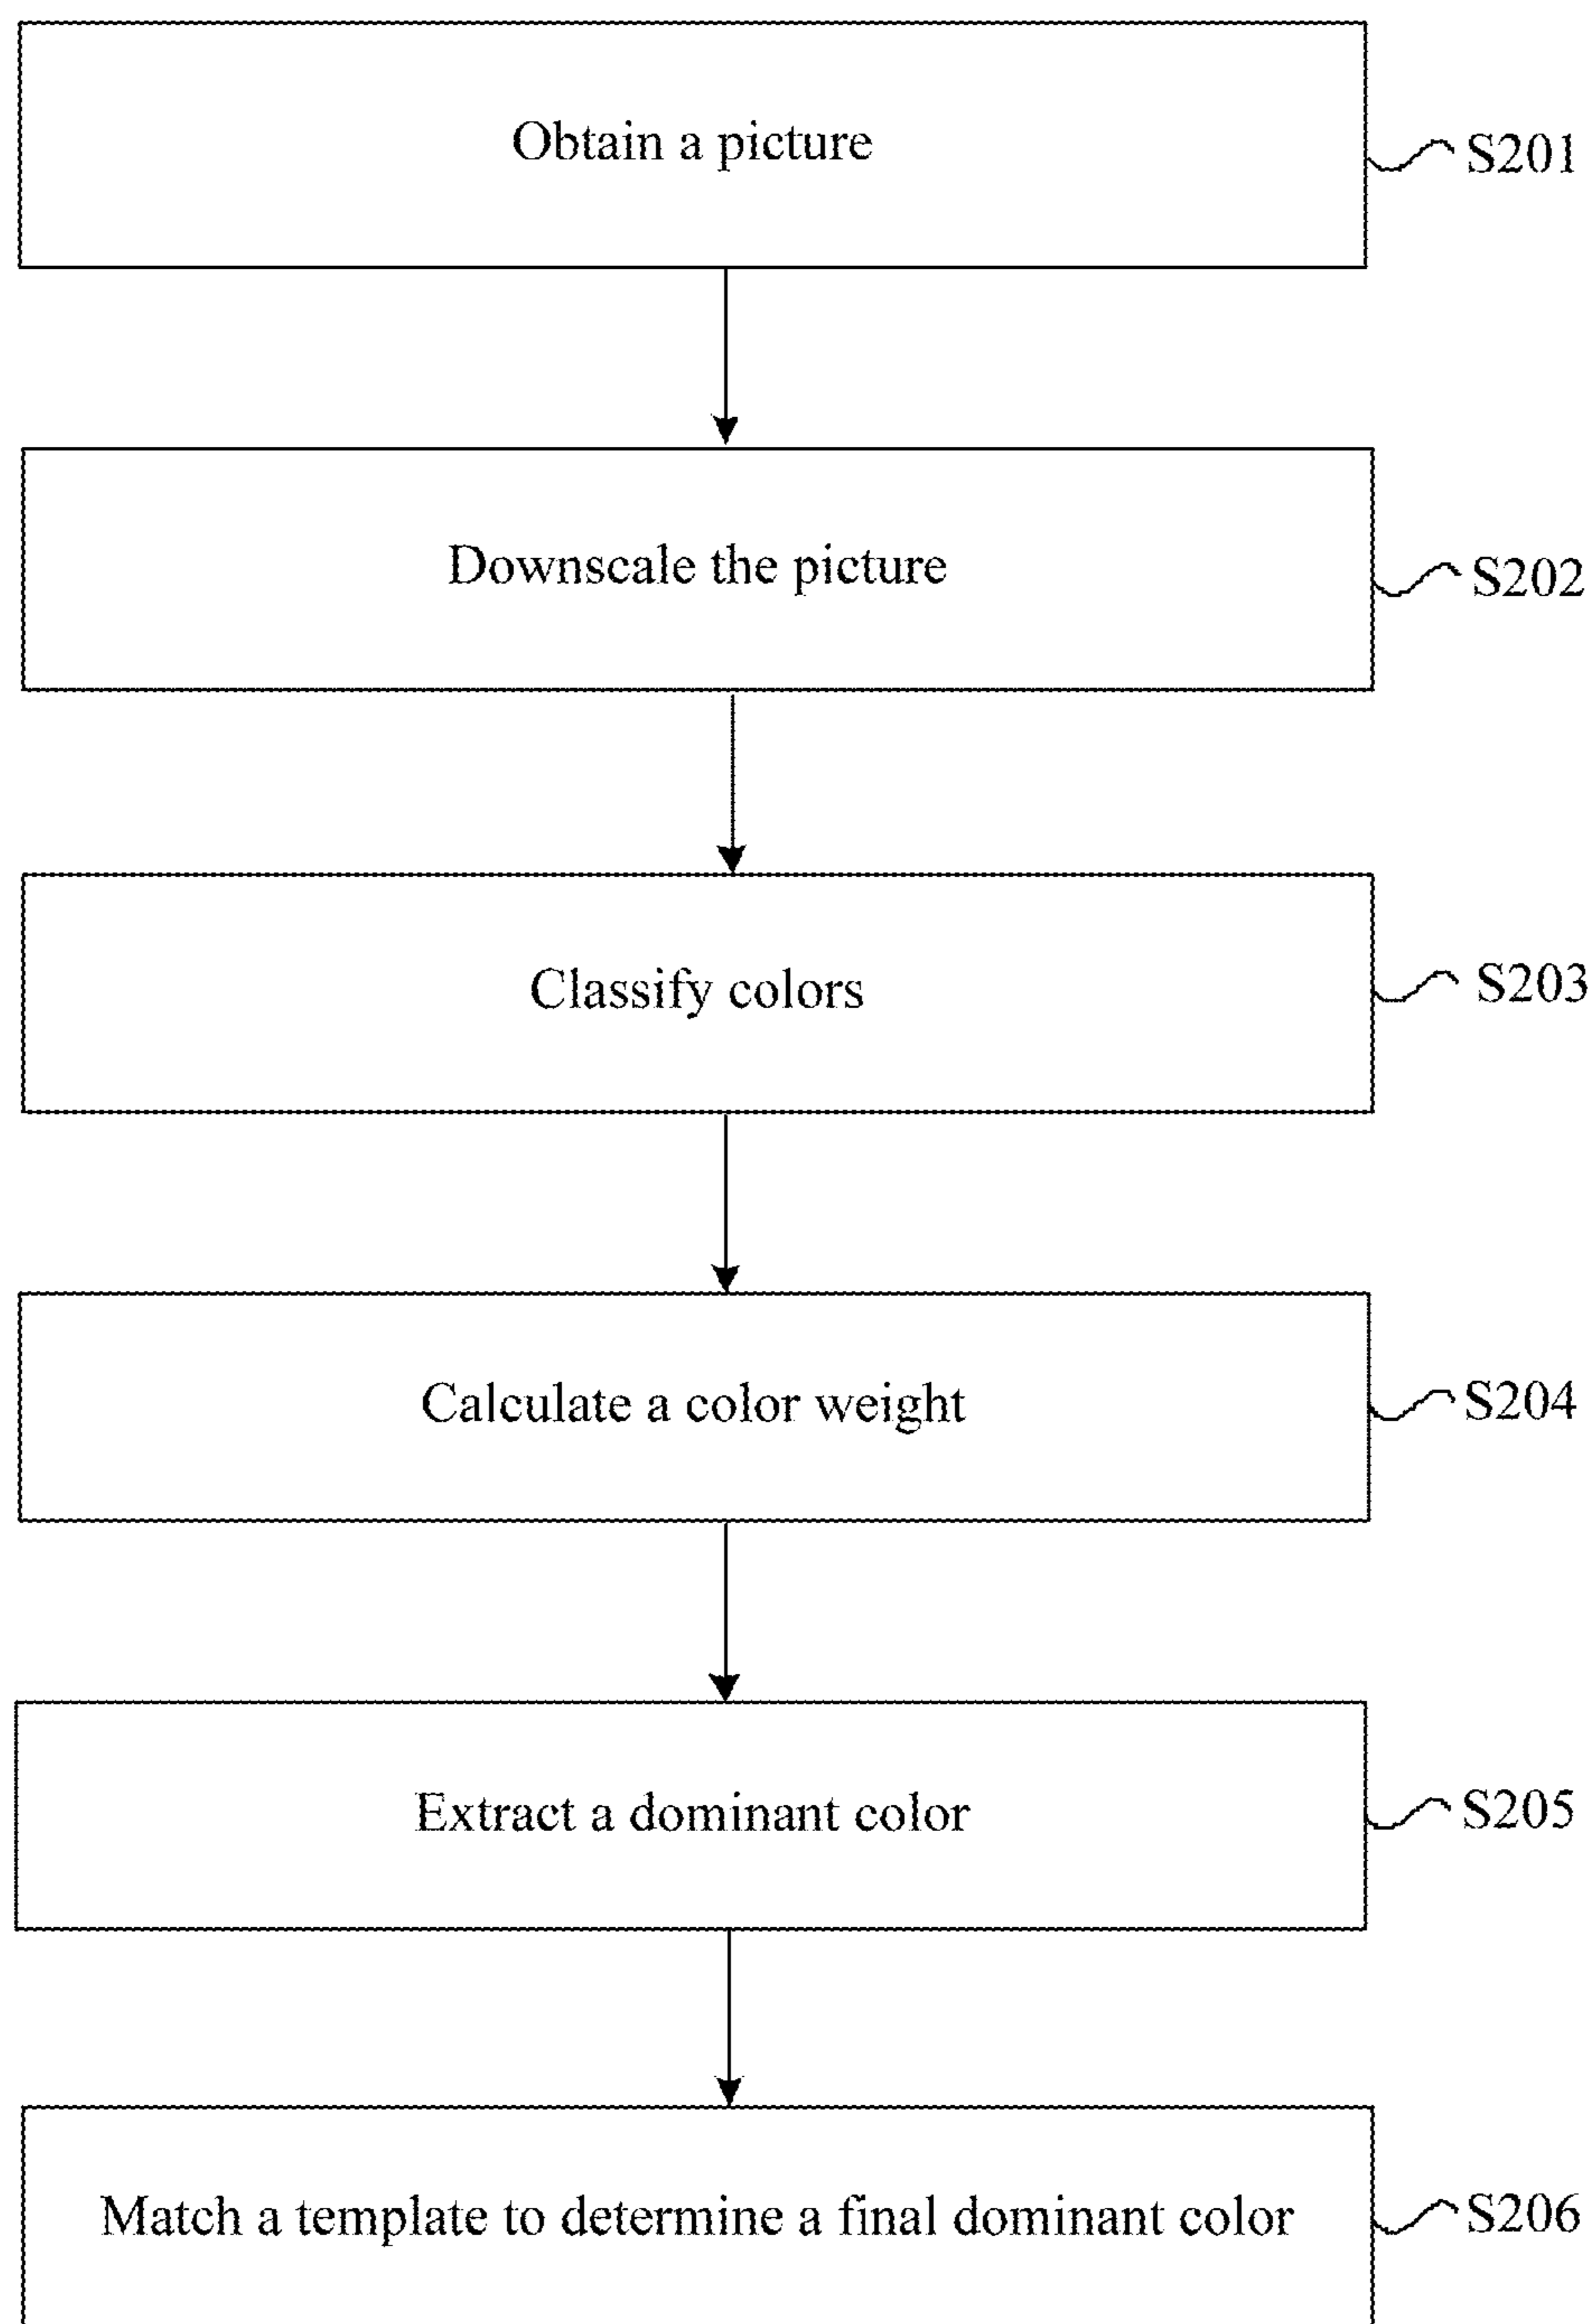 Obtain a picture
S201
Downscale the picture
S202
Classify colors
S203
Calculate a color weight
S204
Extract a dominant color
S205
Match a template to determine a final dominant color
S206